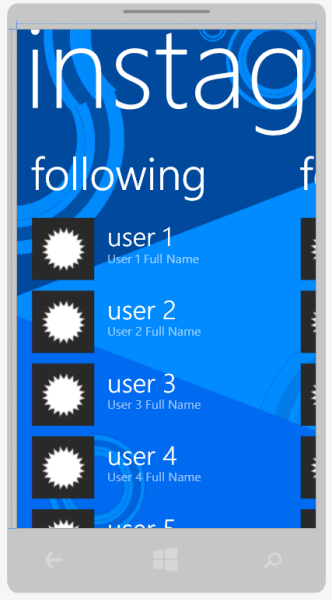 instag
following
f
user 1
User 1 Full Name
user 2
User 2 Full Name
user 3
User 3 Full Name
user 4
User 4 Full Name
user 5